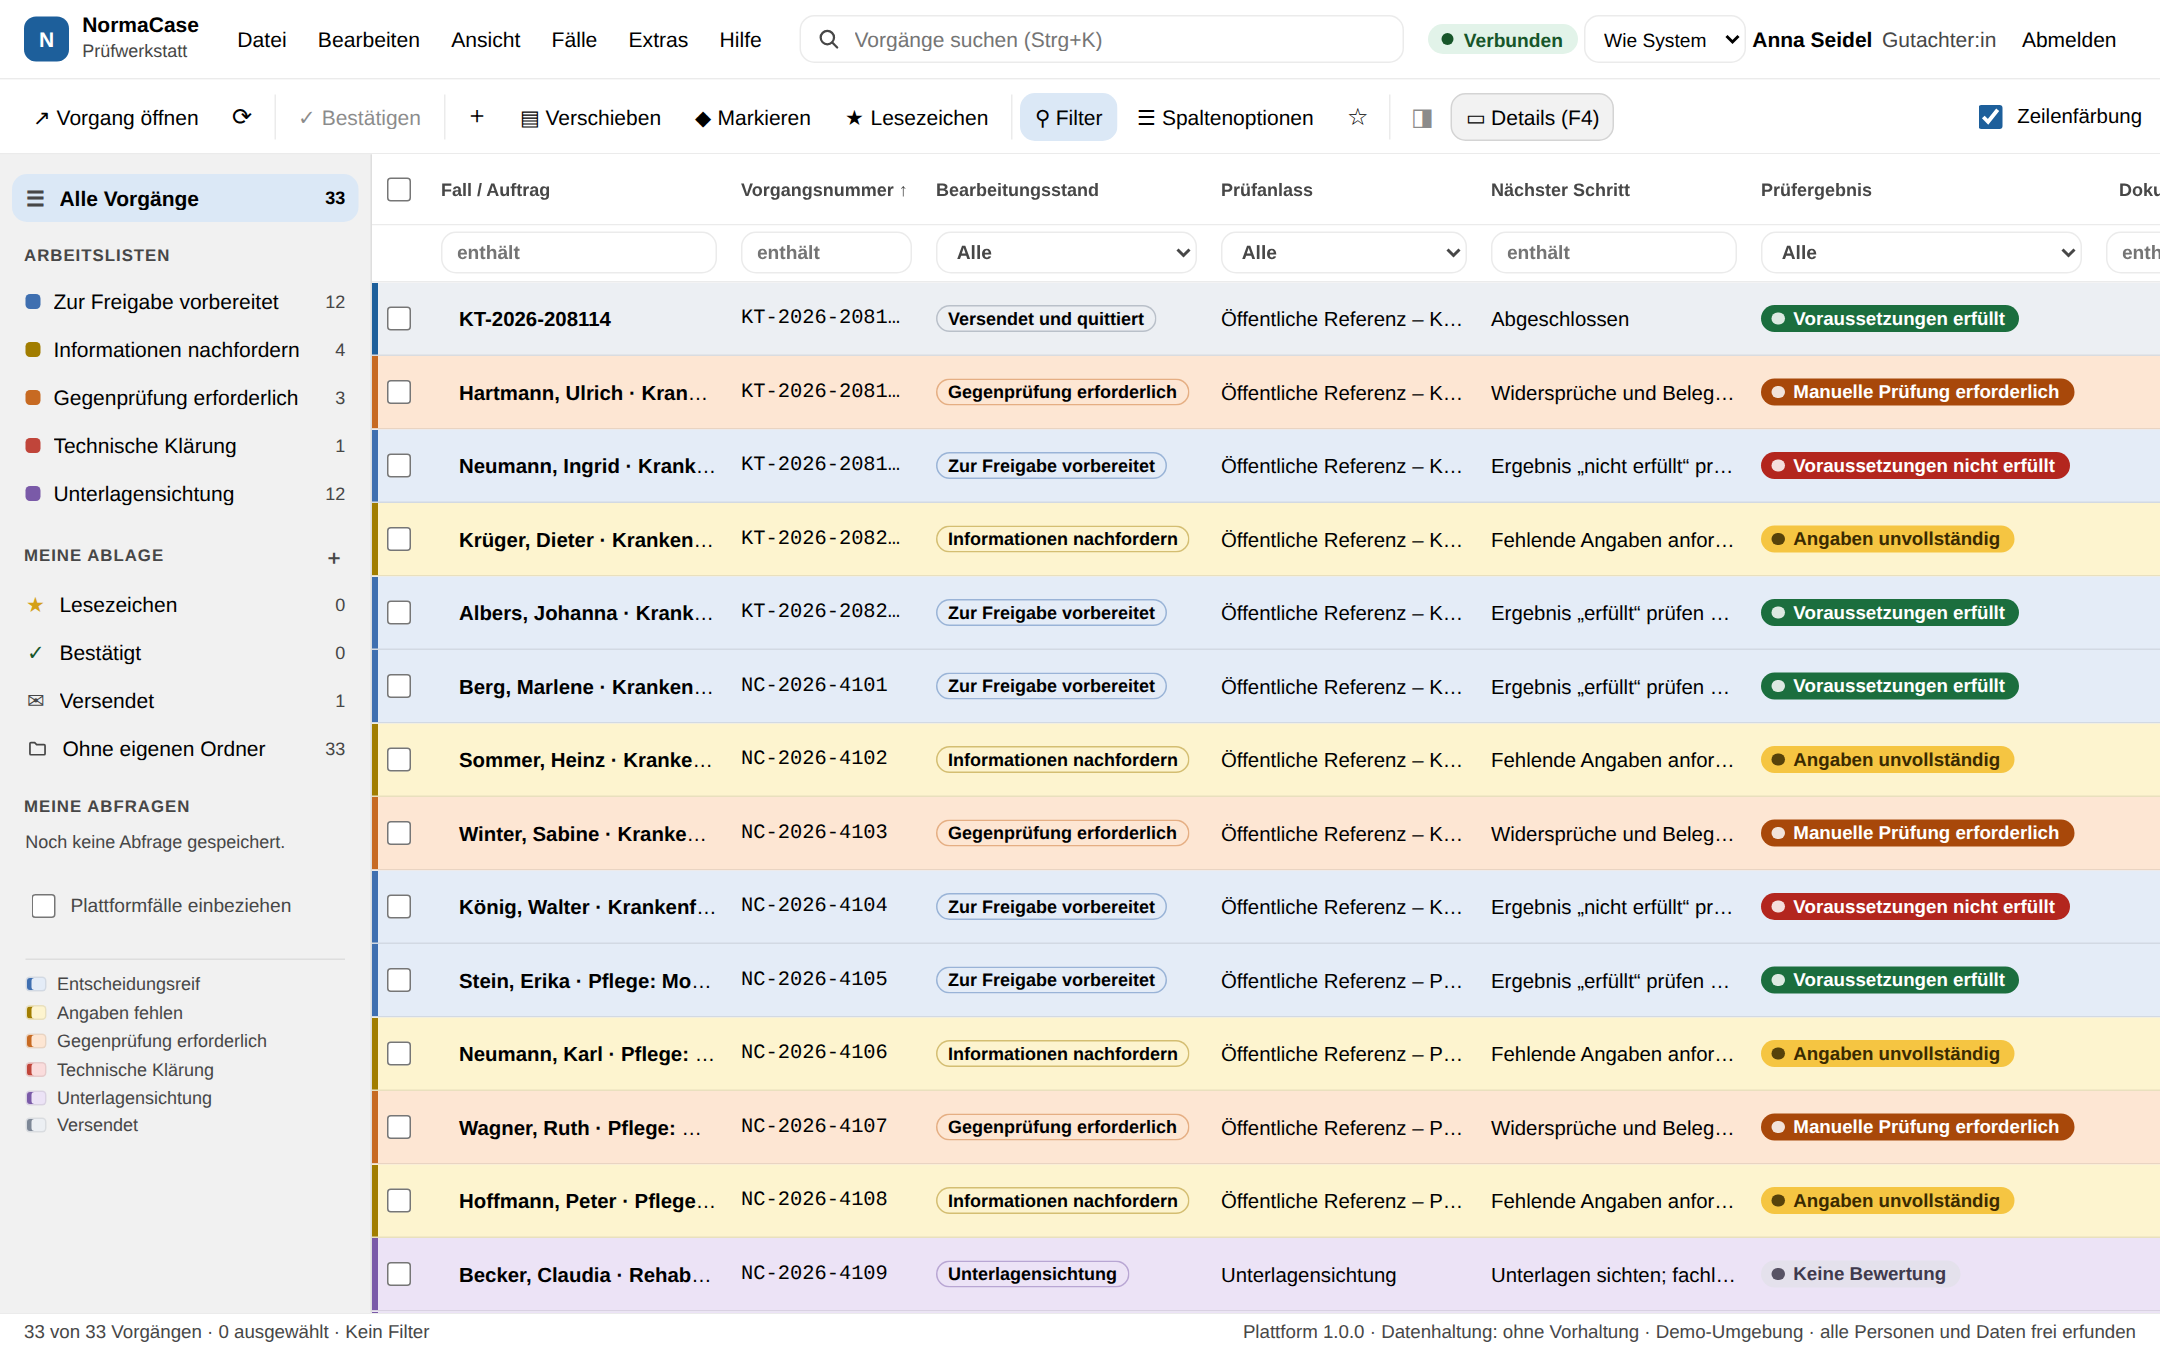 N NormaCase Prüfwerkstatt Datei Bearbeiten Ansicht Fälle Extras Hilfe Vorgänge suchen (Strg+K) Verbunden Wie System Anna Seidel Gutachter:in Abmelden
↗ Vorgang öffnen ⟳ ✓ Bestätigen + ▤ Verschieben ◆ Markieren ★ Lesezeichen ⚲ Filter ☰ Spaltenoptionen ☆ ◨ ▭ Details (F4) Zeilenfärbung
☰ Alle Vorgänge 33
ARBEITSLISTEN
Zur Freigabe vorbereitet 12
Informationen nachfordern 4
Gegenprüfung erforderlich 3
Technische Klärung 1
Unterlagensichtung 12
MEINE ABLAGE +
★ Lesezeichen 0
✓ Bestätigt 0
✉ Versendet 1
Ohne eigenen Ordner 33
MEINE ABFRAGEN
Noch keine Abfrage gespeichert.
Plattformfälle einbeziehen
Entscheidungsreif
Angaben fehlen
Gegenprüfung erforderlich
Technische Klärung
Unterlagensichtung
Versendet
Fall / Auftrag Vorgangsnummer ↑ Bearbeitungsstand Prüfanlass Nächster Schritt Prüfergebnis Doku
enthält enthält Alle Alle enthält Alle enth
KT-2026-208114 KT-2026-2081… Versendet und quittiert Öffentliche Referenz – K… Abgeschlossen Voraussetzungen erfüllt
Hartmann, Ulrich · Kran… KT-2026-2081… Gegenprüfung erforderlich Öffentliche Referenz – K… Widersprüche und Beleg… Manuelle Prüfung erforderlich
Neumann, Ingrid · Krank… KT-2026-2081… Zur Freigabe vorbereitet Öffentliche Referenz – K… Ergebnis „nicht erfüllt“ pr… Voraussetzungen nicht erfüllt
Krüger, Dieter · Kranken… KT-2026-2082… Informationen nachfordern Öffentliche Referenz – K… Fehlende Angaben anfor… Angaben unvollständig
Albers, Johanna · Krank… KT-2026-2082… Zur Freigabe vorbereitet Öffentliche Referenz – K… Ergebnis „erfüllt“ prüfen … Voraussetzungen erfüllt
Berg, Marlene · Kranken… NC-2026-4101 Zur Freigabe vorbereitet Öffentliche Referenz – K… Ergebnis „erfüllt“ prüfen … Voraussetzungen erfüllt
Sommer, Heinz · Kranke… NC-2026-4102 Informationen nachfordern Öffentliche Referenz – K… Fehlende Angaben anfor… Angaben unvollständig
Winter, Sabine · Kranke… NC-2026-4103 Gegenprüfung erforderlich Öffentliche Referenz – K… Widersprüche und Beleg… Manuelle Prüfung erforderlich
König, Walter · Krankenf… NC-2026-4104 Zur Freigabe vorbereitet Öffentliche Referenz – K… Ergebnis „nicht erfüllt“ pr… Voraussetzungen nicht erfüllt
Stein, Erika · Pflege: Mo… NC-2026-4105 Zur Freigabe vorbereitet Öffentliche Referenz – P… Ergebnis „erfüllt“ prüfen … Voraussetzungen erfüllt
Neumann, Karl · Pflege: … NC-2026-4106 Informationen nachfordern Öffentliche Referenz – P… Fehlende Angaben anfor… Angaben unvollständig
Wagner, Ruth · Pflege: … NC-2026-4107 Gegenprüfung erforderlich Öffentliche Referenz – P… Widersprüche und Beleg… Manuelle Prüfung erforderlich
Hoffmann, Peter · Pflege… NC-2026-4108 Informationen nachfordern Öffentliche Referenz – P… Fehlende Angaben anfor… Angaben unvollständig
Becker, Claudia · Rehab… NC-2026-4109 Unterlagensichtung Unterlagensichtung Unterlagen sichten; fachl… Keine Bewertung
33 von 33 Vorgängen · 0 ausgewählt · Kein Filter Plattform 1.0.0 · Datenhaltung: ohne Vorhaltung · Demo-Umgebung · alle Personen und Daten frei erfunden